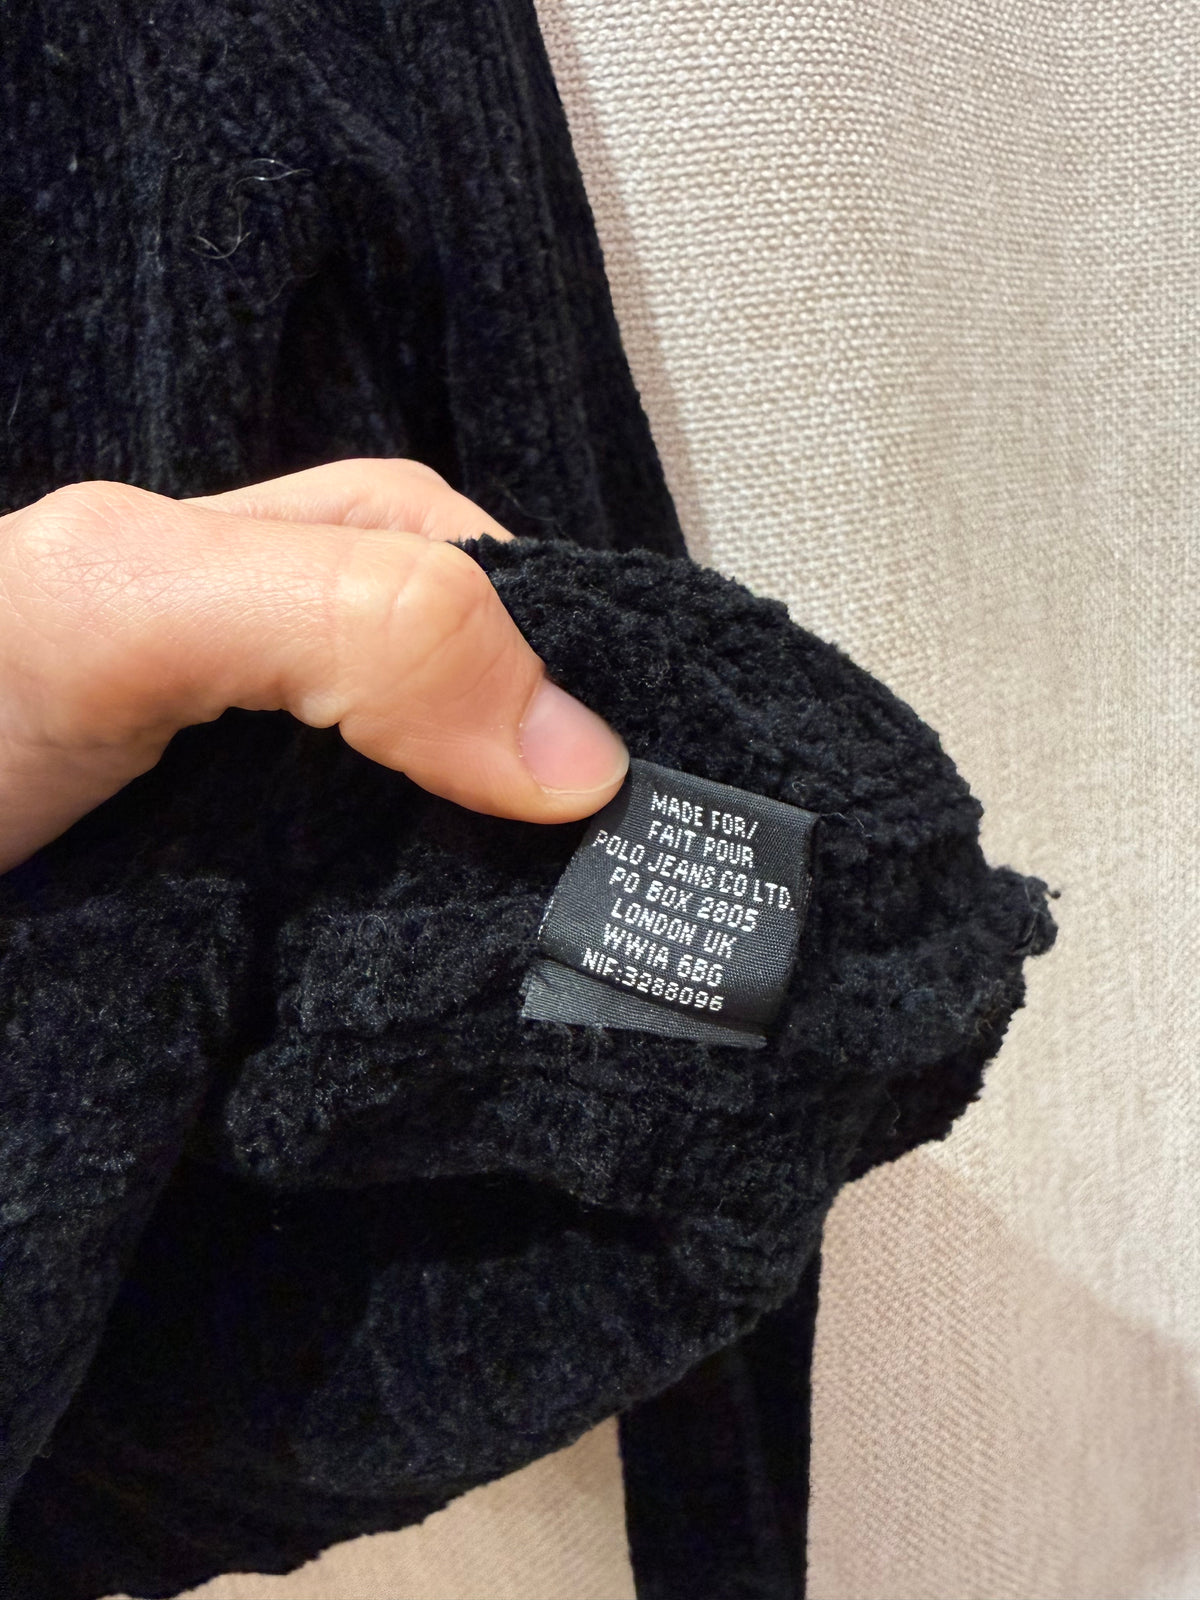 MADE FOR/
FAIT POUR
POLO JEANS CO LTD.
PO BOX 2805
LONDON UK
WW1A 6BG
NIF:3288096